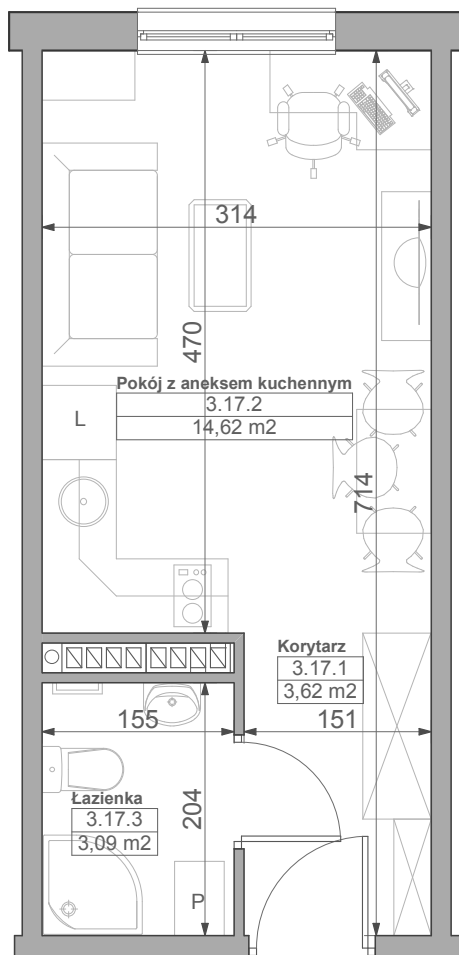 314
470
Pokój z aneksem kuchennym
3.17.2
14,62 m2
L
714
Korytarz
3.17.1
3,62 m2
155
151
Łazienka
3.17.3
3,09 m2
204
P